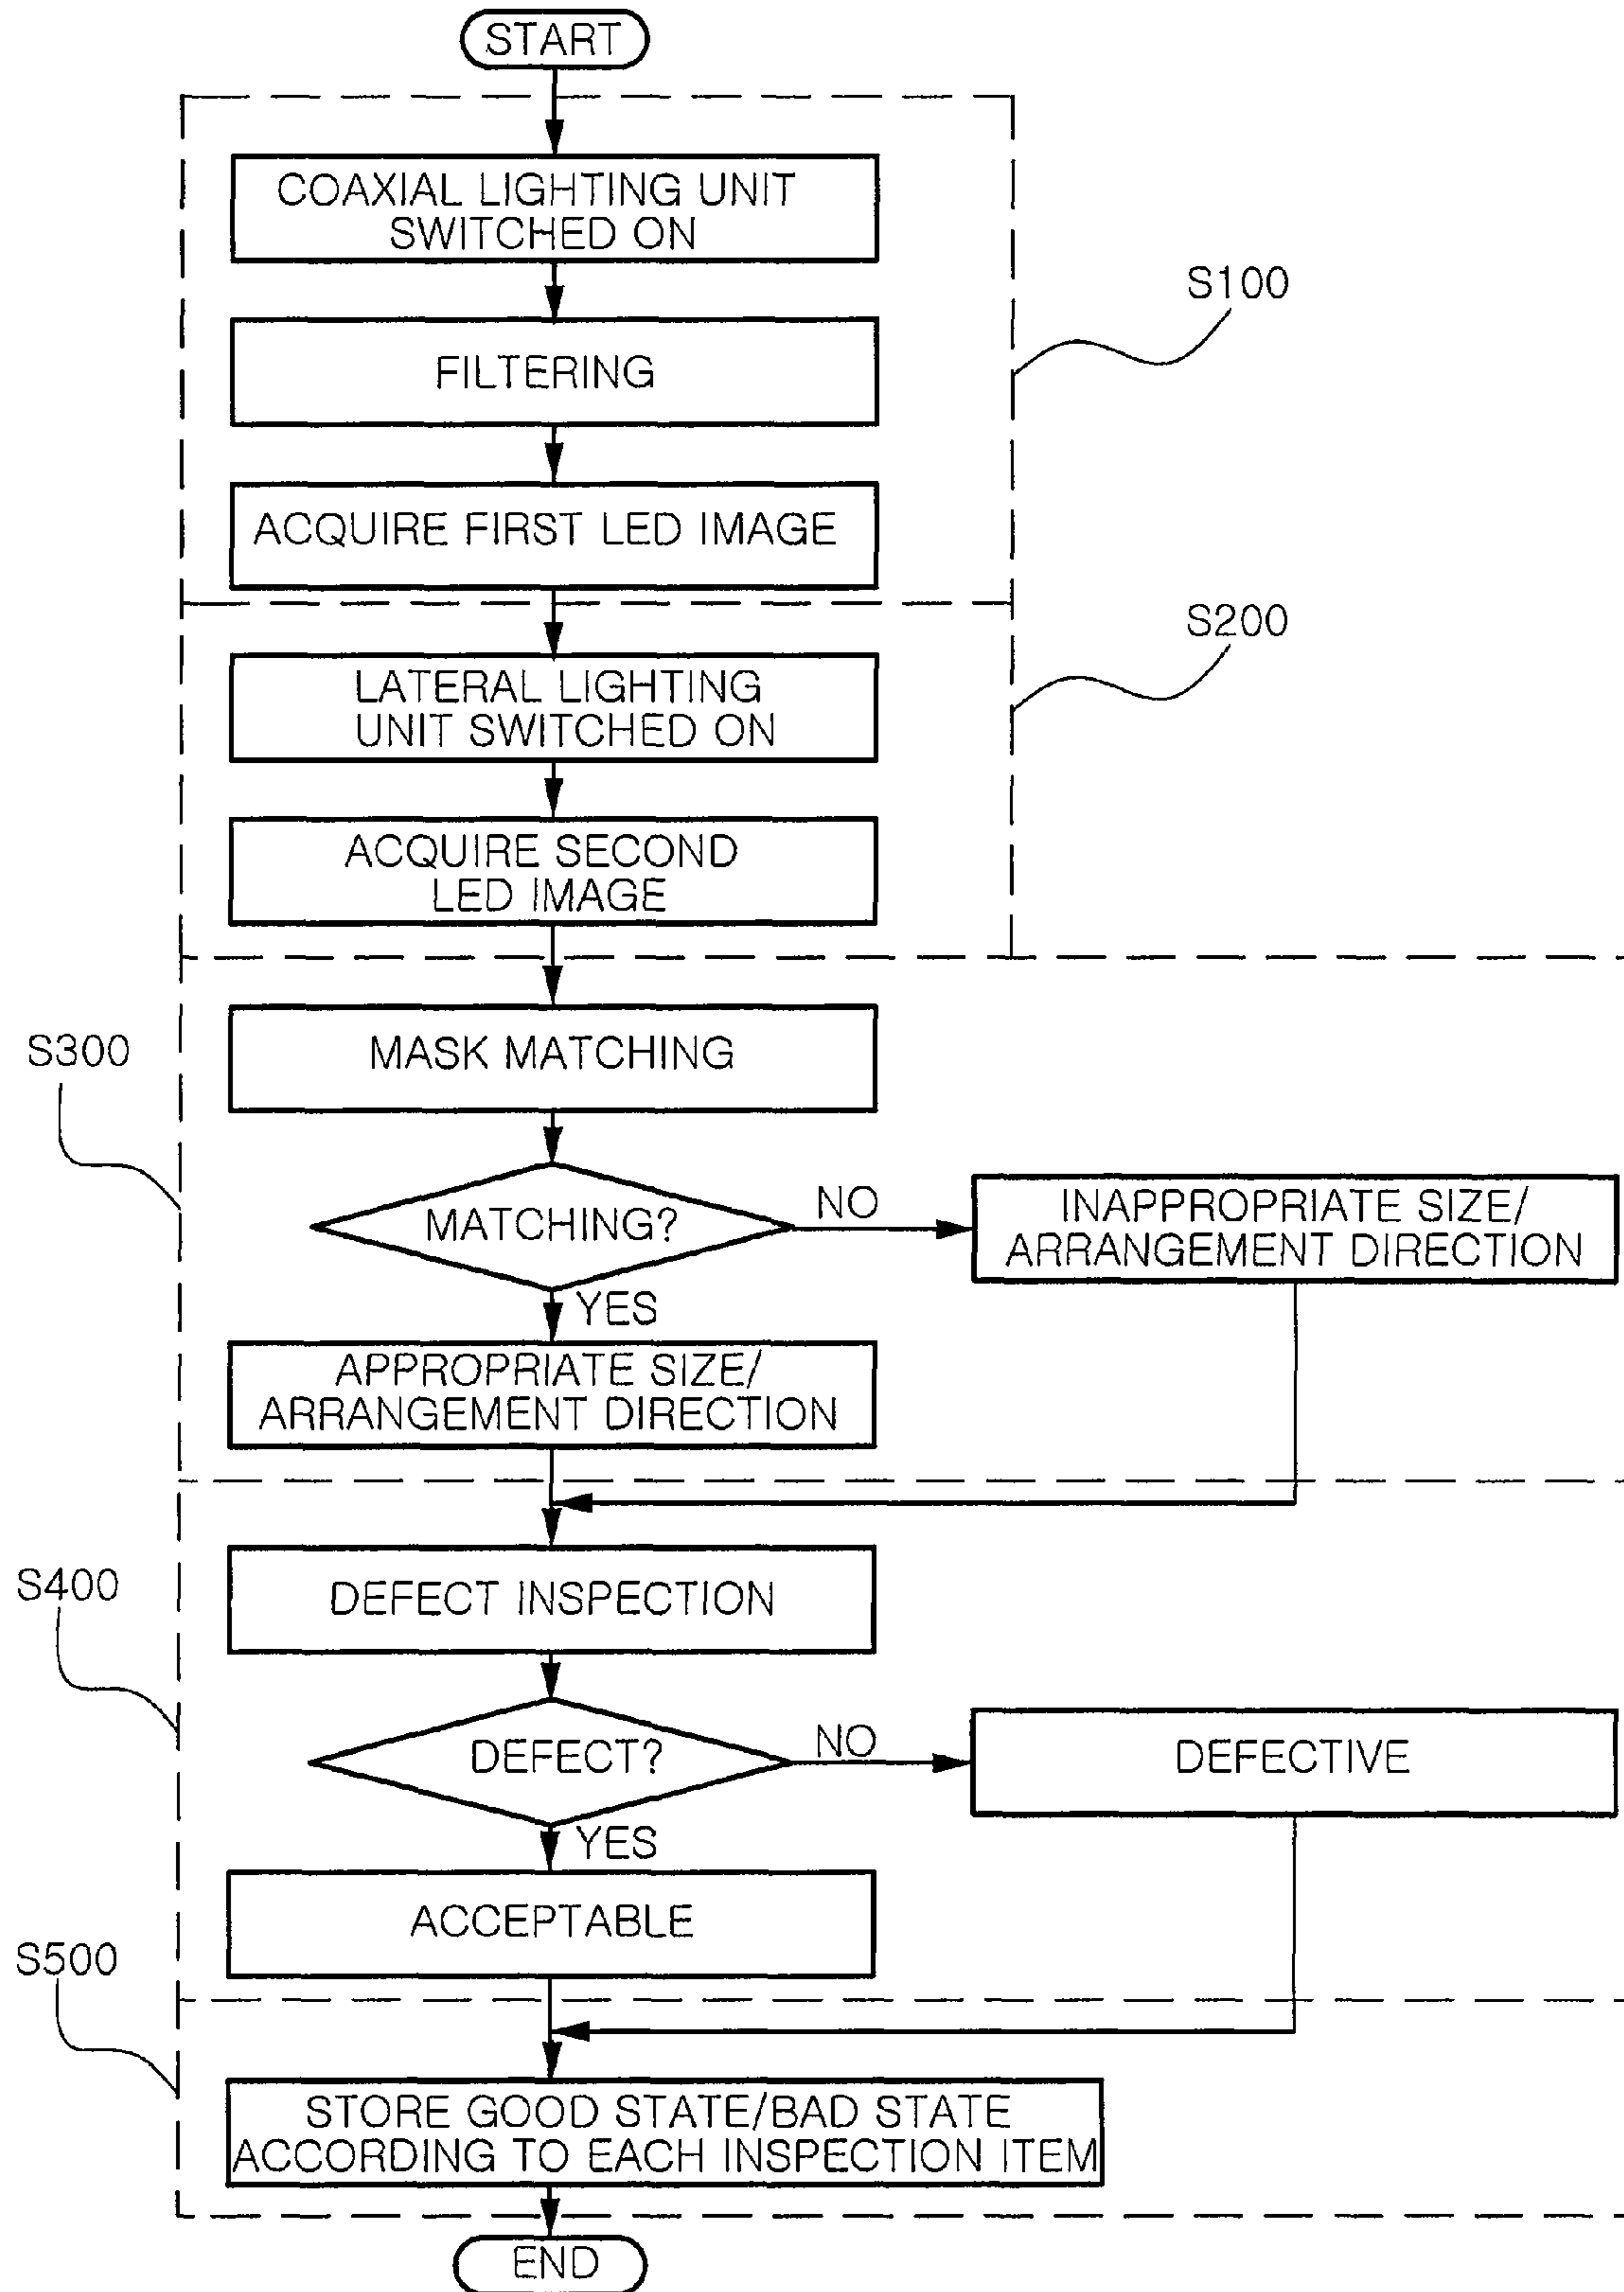 START
COAXIAL LIGHTING UNIT
SWITCHED ON
S100
FILTERING
ACQUIRE FIRST LED IMAGE
S200
LATERAL LIGHTING
UNIT SWITCHED ON
ACQUIRE SECOND
LED IMAGE
S300
MASK MATCHING
MATCHING?
NO
INAPPROPRIATE SIZE/
ARRANGEMENT DIRECTION
YES
APPROPRIATE SIZE/
ARRANGEMENT DIRECTION
S400
DEFECT INSPECTION
DEFECT?
NO
DEFECTIVE
YES
ACCEPTABLE
S500
STORE GOOD STATE/BAD STATE
ACCORDING TO EACH INSPECTION ITEM
END